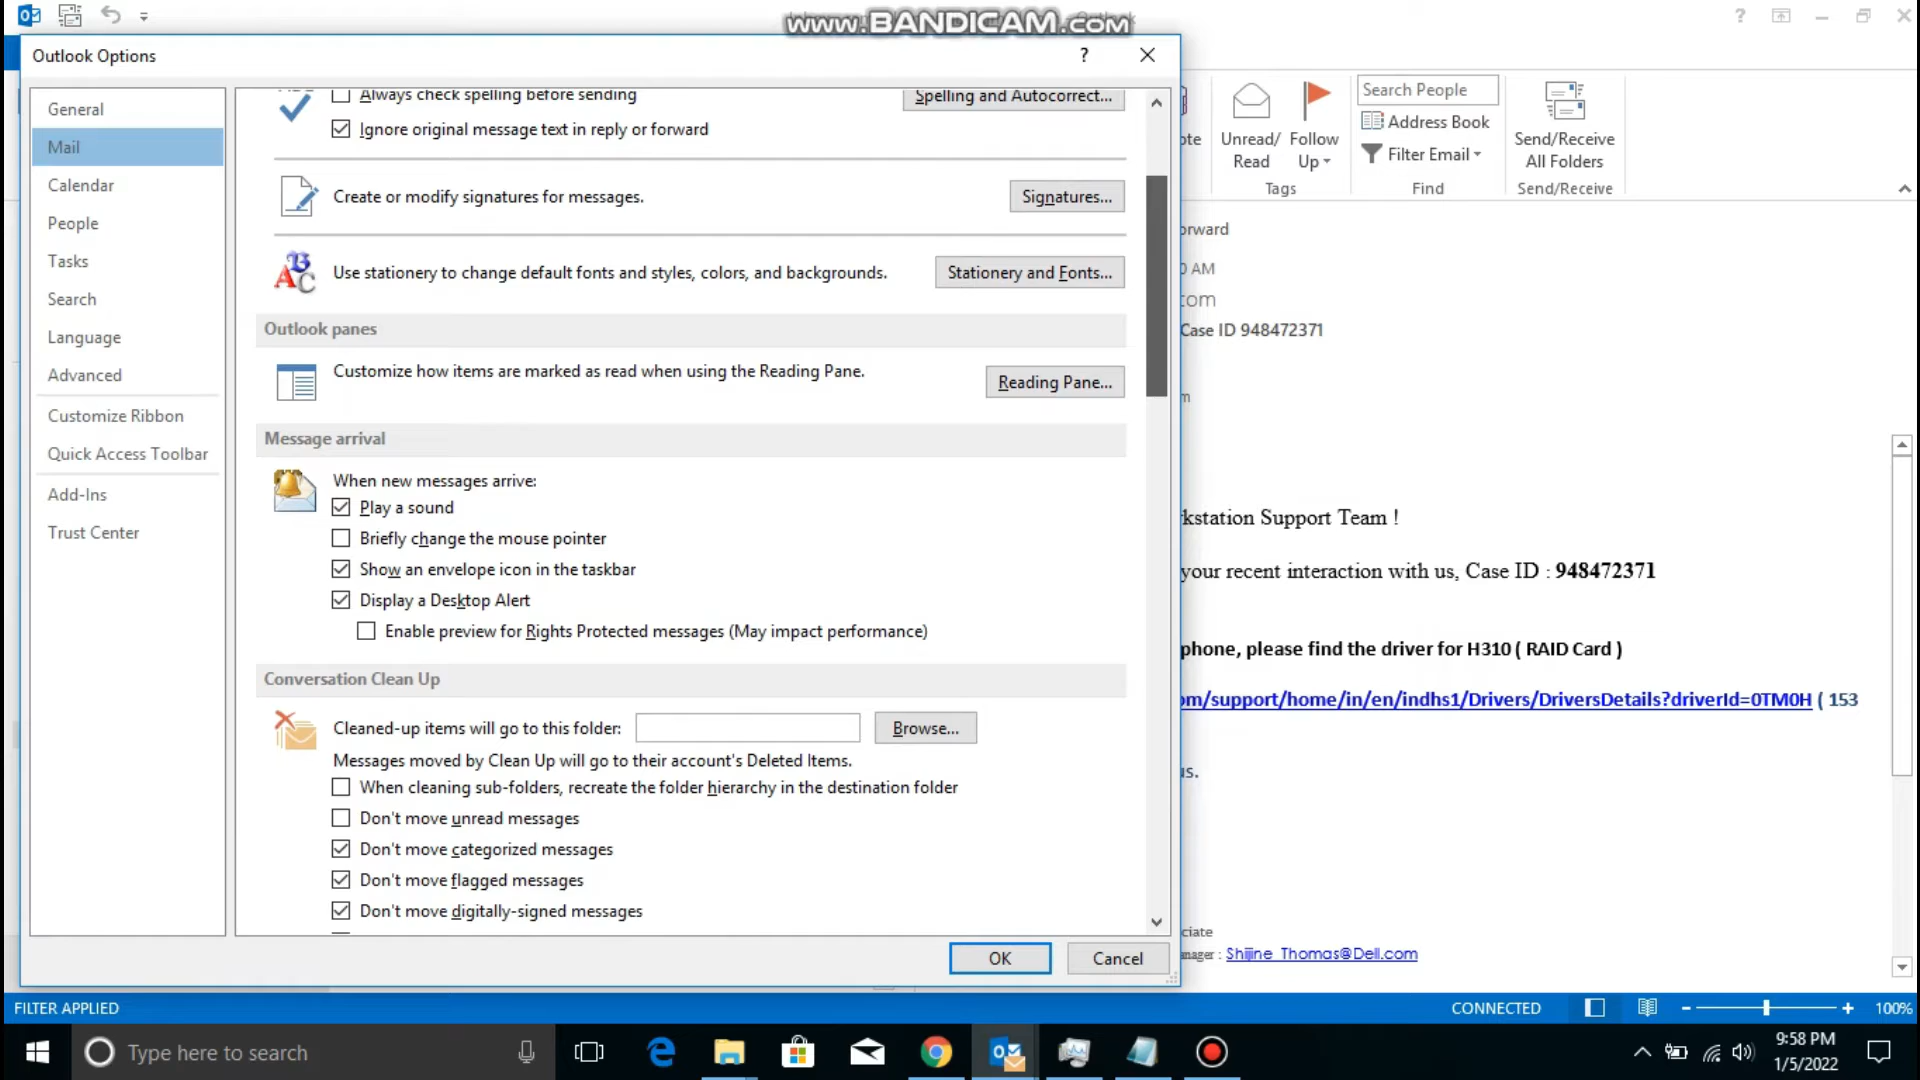 www.BANDICAM.com
Outlook Options
?
General
Mail
Calendar
People
Tasks
Search
Language
Advanced
Customize Ribbon
Quick Access Toolbar
Add-Ins
Trust Center
Always check spelling before sending
Spelling and Autocorrect...
Ignore original message text in reply or forward
Create or modify signatures for messages.
Signatures...
Use stationery to change default fonts and styles, colors, and backgrounds.
Stationery and Fonts...
Outlook panes
Customize how items are marked as read when using the Reading Pane.
Reading Pane...
Message arrival
When new messages arrive:
Play a sound
Briefly change the mouse pointer
Show an envelope icon in the taskbar
Display a Desktop Alert
Enable preview for Rights Protected messages (May impact performance)
Conversation Clean Up
Cleaned-up items will go to this folder:
Browse...
Messages moved by Clean Up will go to their account's Deleted Items.
When cleaning sub-folders, recreate the folder hierarchy in the destination folder
Don't move unread messages
Don't move categorized messages
Don't move flagged messages
Don't move digitally-signed messages
OK
Cancel
?
Unread/
Read
Follow
Up
Tags
Search People
Address Book
Filter Email
Find
Send/Receive
All Folders
Send/Receive
orward
0 AM
com
Case ID 948472371
m
kstation Support Team !
your recent interaction with us, Case ID : 948472371
phone, please find the driver for H310 ( RAID Card )
om/support/home/in/en/indhs1/Drivers/DriversDetails?driverId=0TM0H ( 153
us.
ciate
nager : Shijine_Thomas@Dell.com
FILTER APPLIED
CONNECTED
100%
Type here to search
9:58 PM
1/5/2022